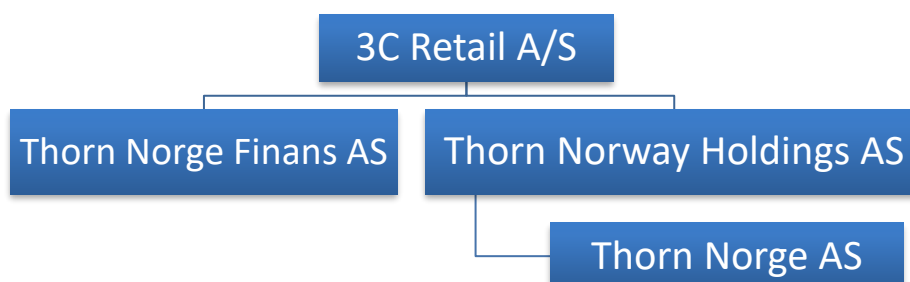 3C Retail A/S
Thorn Norge Finans AS
Thorn Norway Holdings AS
Thorn Norge AS